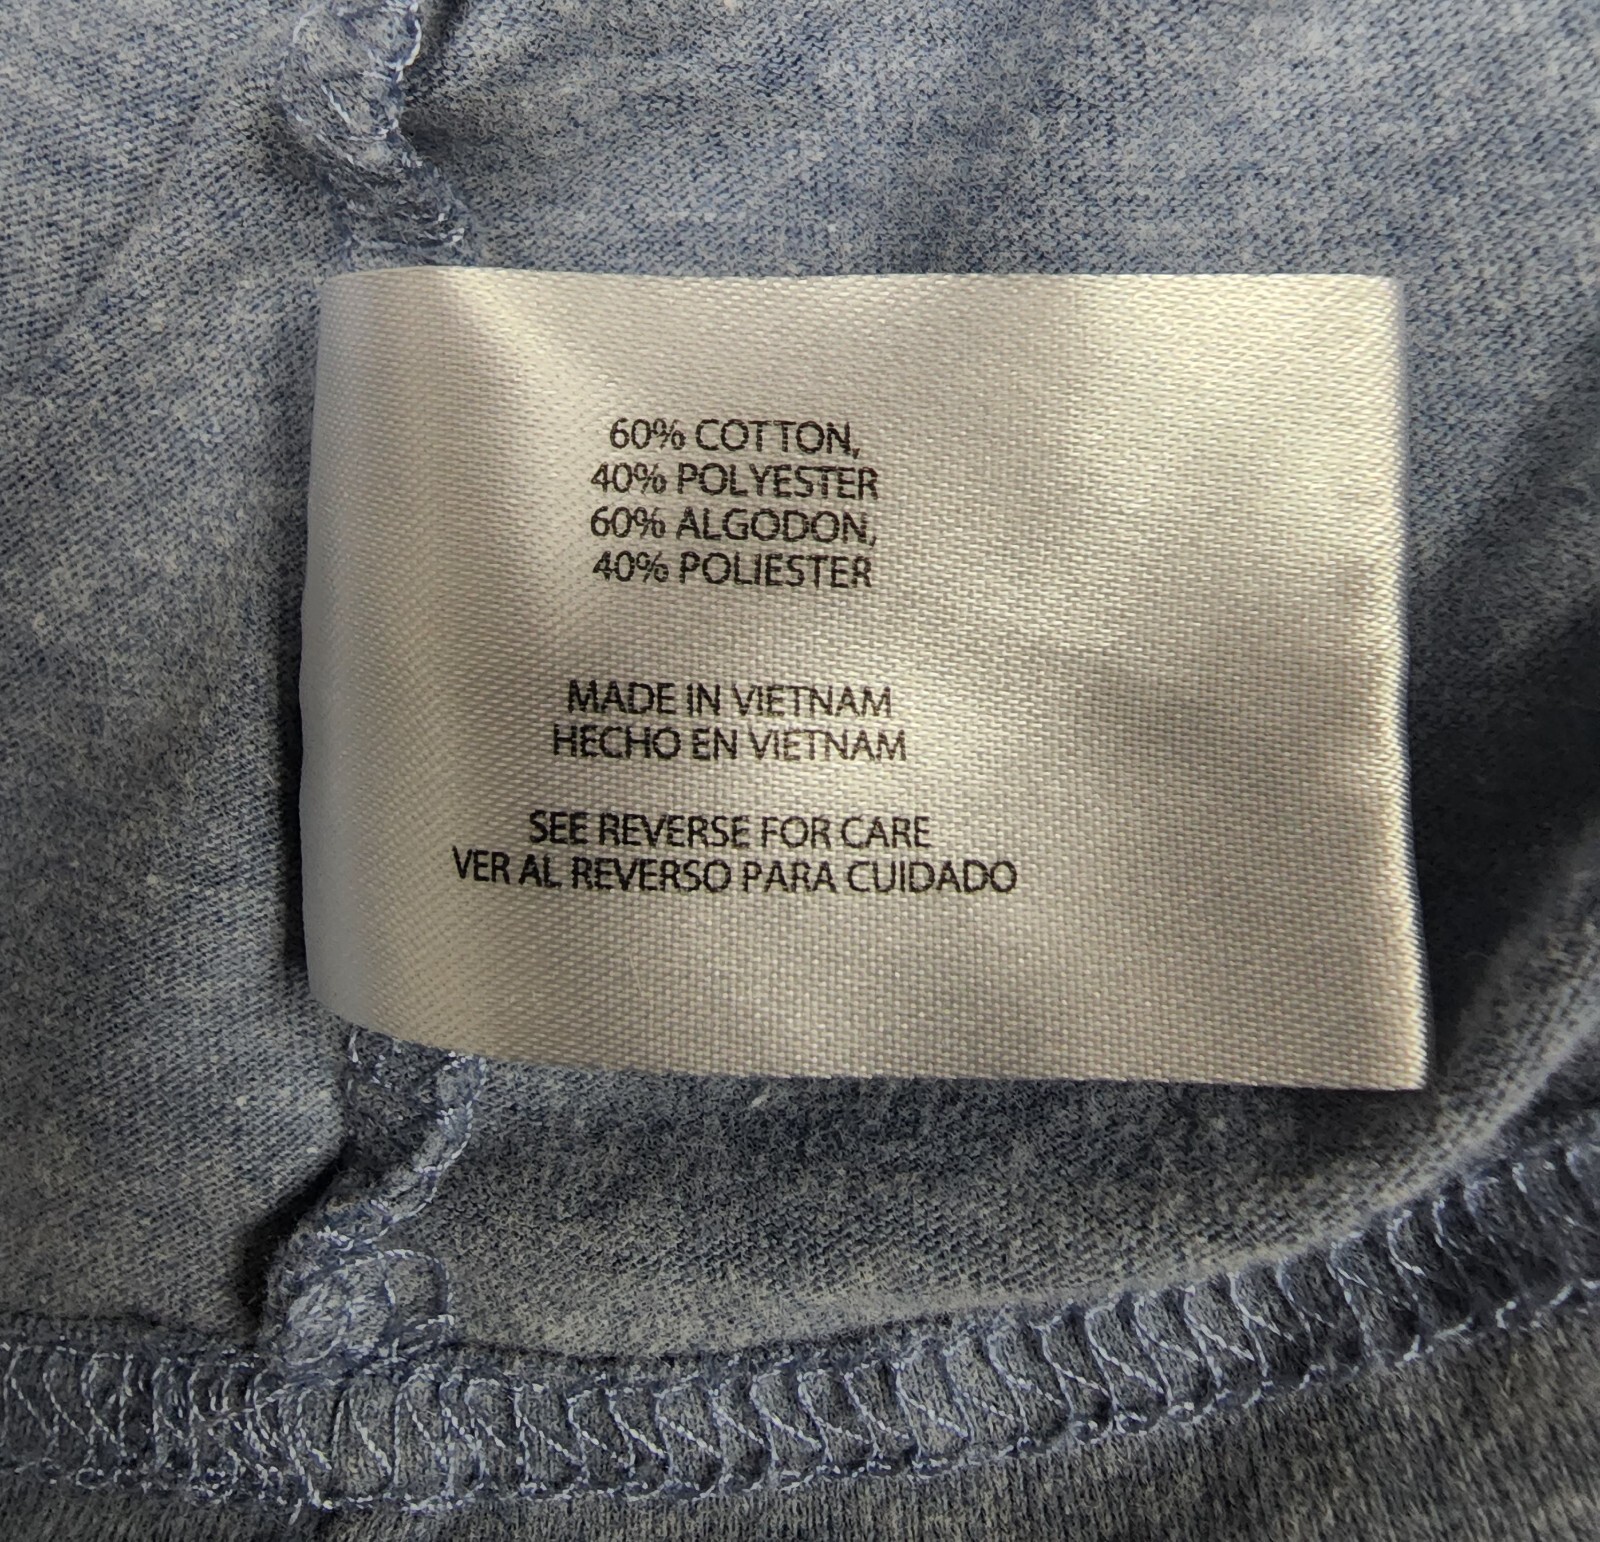 60% COTTON,
40% POLYESTER
60% ALGODON,
40% POLIESTER
MADE IN VIETNAM
HECHO EN VIETNAM
SEE REVERSE FOR CARE
VER AL REVERSO PARA CUIDADO